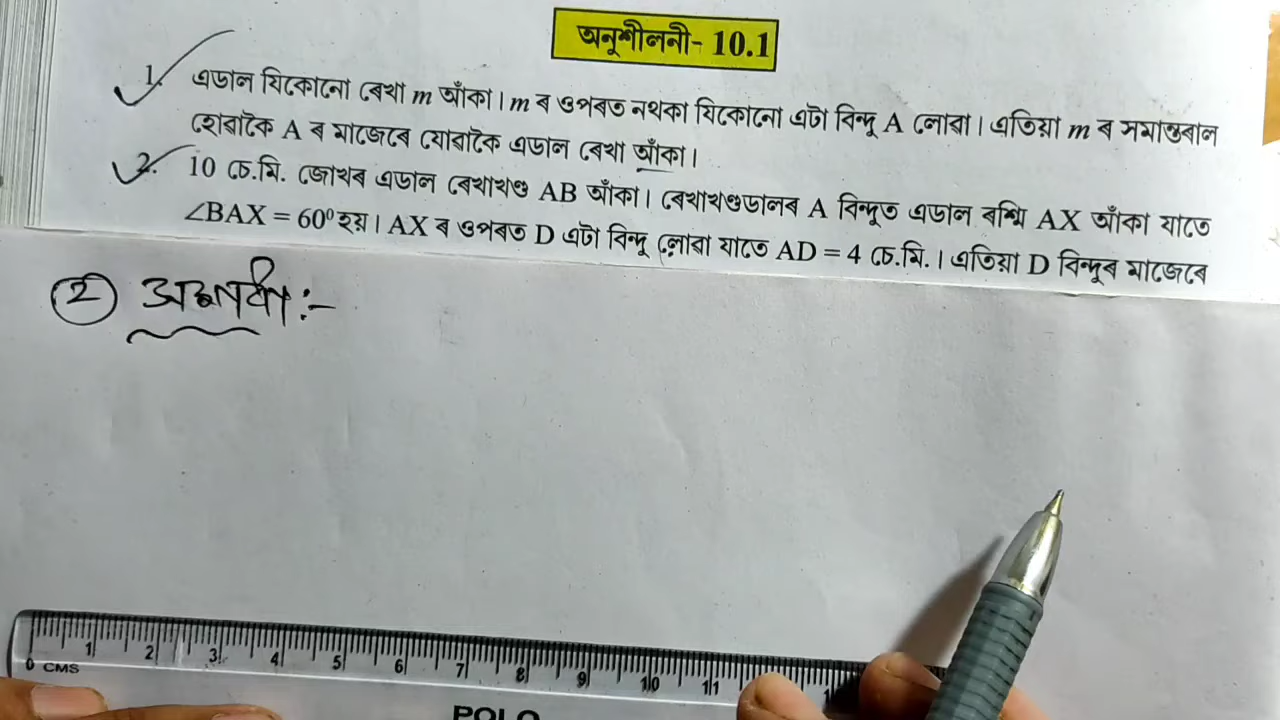 অনুশীলনী- 10.1
1. এডাল যিকোনো ৰেখা m আঁকা। m ৰ ওপৰত নথকা যিকোনো এটা বিন্দু A লোৱা। এতিয়া m ৰ সমান্তৰাল
হোৱাকৈ A ৰ মাজেৰে যোৱাকৈ এডাল ৰেখা আঁকা।
2. 10 চে.মি. জোখৰ এডাল ৰেখাখণ্ড AB আঁকা। ৰেখাখণ্ডডালৰ A বিন্দুত এডাল ৰশ্মি AX আঁকা যাতে
∠BAX = 60⁰ হয়। AX ৰ ওপৰত D এটা বিন্দু লোৱা যাতে AD = 4 চে.মি.। এতিয়া D বিন্দুৰ মাজেৰে
2 :-
0 1 2 3 4 5 6 7 8 9 10 11
CMS
POLO